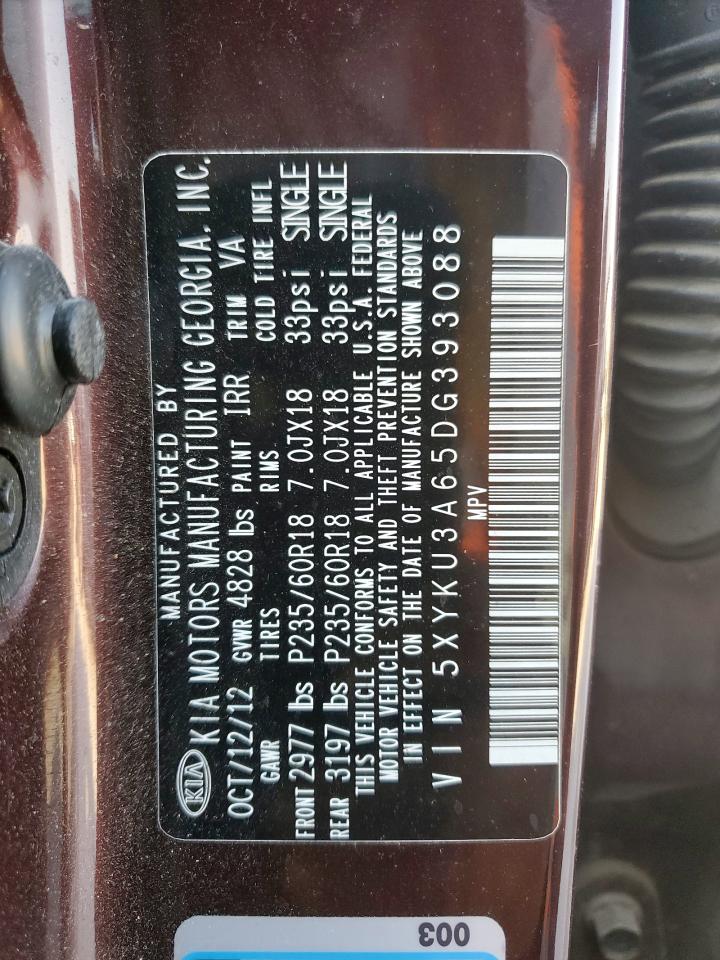 MANUFACTURED BY
KIA KIA MOTORS MANUFACTURING GEORGIA, INC.
OCT/12/12 GVWR 4828 lbs PAINT IRR TRIM VA
GAWR TIRES RIMS COLD TIRE INFL
FRONT 2977 lbs P235/60R18 7.0JX18 33psi SINGLE
REAR 3197 lbs P235/60R18 7.0JX18 33psi SINGLE
THIS VEHICLE CONFORMS TO ALL APPLICABLE U.S.A. FEDERAL
MOTOR VEHICLE SAFETY AND THEFT PREVENTION STANDARDS
IN EFFECT ON THE DATE OF MANUFACTURE SHOWN ABOVE
VIN 5XYKU3A65DG393088
MPV
003